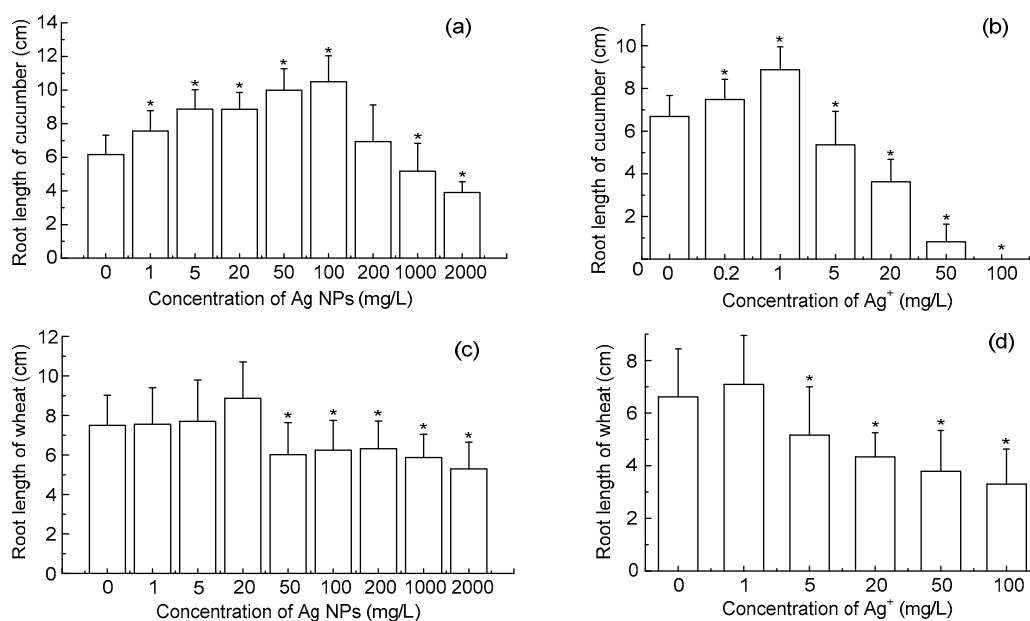 (a)
Root length of cucumber (cm)
14
12
10
8
6
4
2
0
* * * * * * *
0 1 5 20 50 100 200 1000 2000
Concentration of Ag NPs (mg/L)
(b)
Root length of cucumber (cm)
10
8
6
4
2
0
* * * * * *
0 0.2 1 5 20 50 100
Concentration of Ag⁺ (mg/L)
(c)
Root length of wheat (cm)
12
10
8
6
4
2
0
* * * * *
0 1 5 20 50 100 200 1000 2000
Concentration of Ag NPs (mg/L)
(d)
Root length of wheat (cm)
8
6
4
2
0
* * * *
0 1 5 20 50 100
Concentration of Ag⁺ (mg/L)